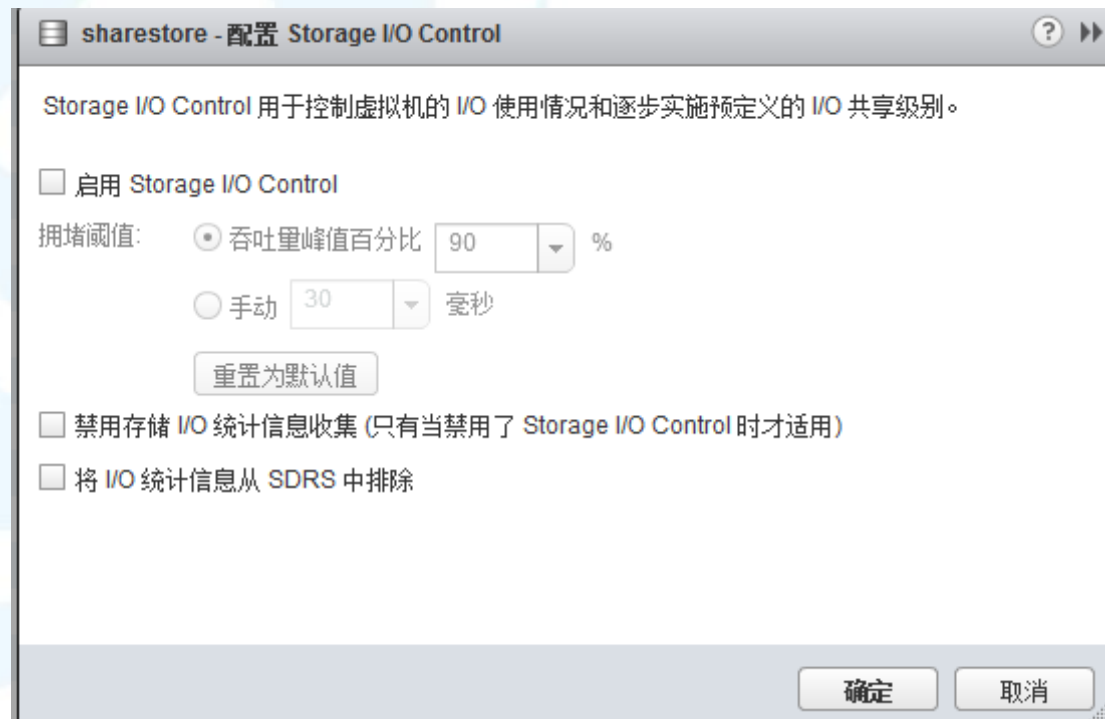 sharestore - 配置 Storage I/O Control
Storage I/O Control 用于控制虚拟机的 I/O 使用情况和逐步实施预定义的 I/O 共享级别。
启用 Storage I/O Control
拥堵阈值: 吞吐量峰值百分比 90 %
手动 30 毫秒
重置为默认值
禁用存储 I/O 统计信息收集 (只有当禁用了 Storage I/O Control 时才适用)
将 I/O 统计信息从 SDRS 中排除
确定 取消